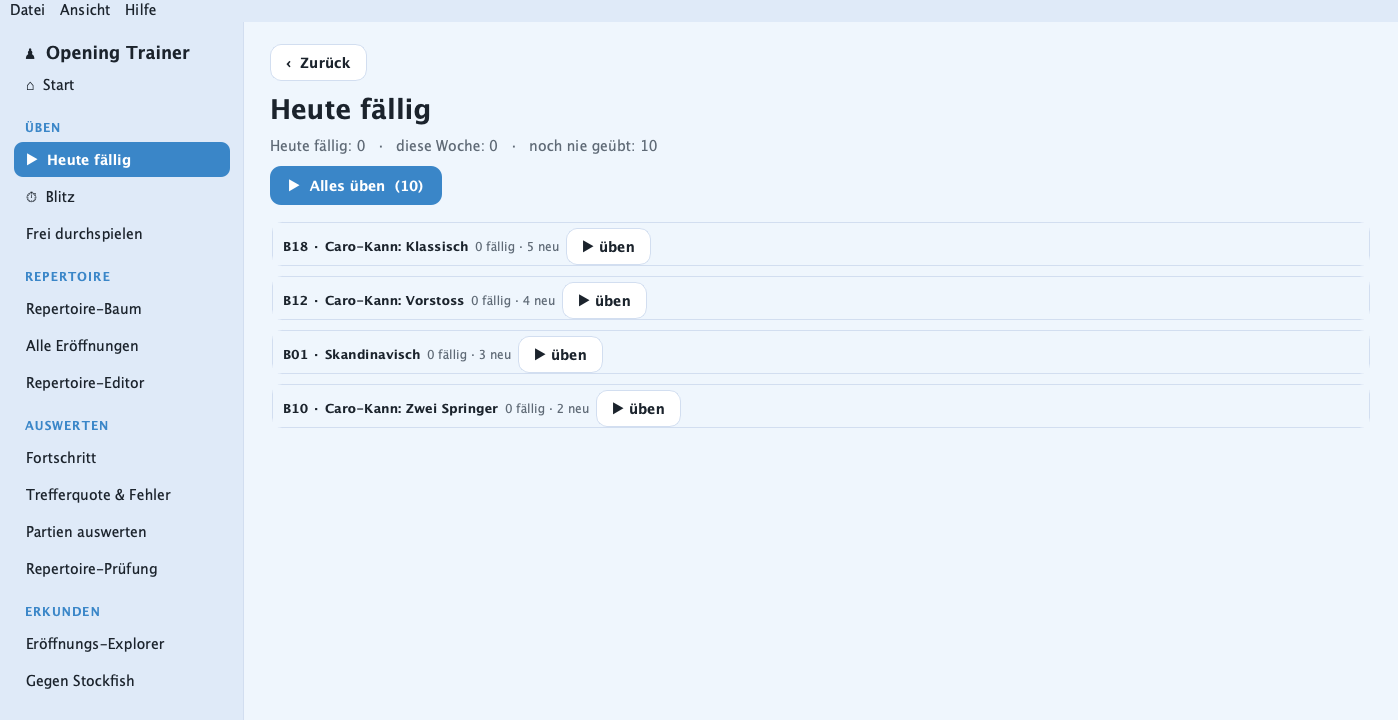 Datei Ansicht Hilfe
♟ Opening Trainer
⌂ Start
ÜBEN
▶ Heute fällig
⏱ Blitz
Frei durchspielen
REPERTOIRE
Repertoire-Baum
Alle Eröffnungen
Repertoire-Editor
AUSWERTEN
Fortschritt
Trefferquote & Fehler
Partien auswerten
Repertoire-Prüfung
ERKUNDEN
Eröffnungs-Explorer
Gegen Stockfish
‹ Zurück
Heute fällig
Heute fällig: 0 · diese Woche: 0 · noch nie geübt: 10
▶ Alles üben (10)
B18 · Caro-Kann: Klassisch 0 fällig · 5 neu ▶ üben
B12 · Caro-Kann: Vorstoss 0 fällig · 4 neu ▶ üben
B01 · Skandinavisch 0 fällig · 3 neu ▶ üben
B10 · Caro-Kann: Zwei Springer 0 fällig · 2 neu ▶ üben